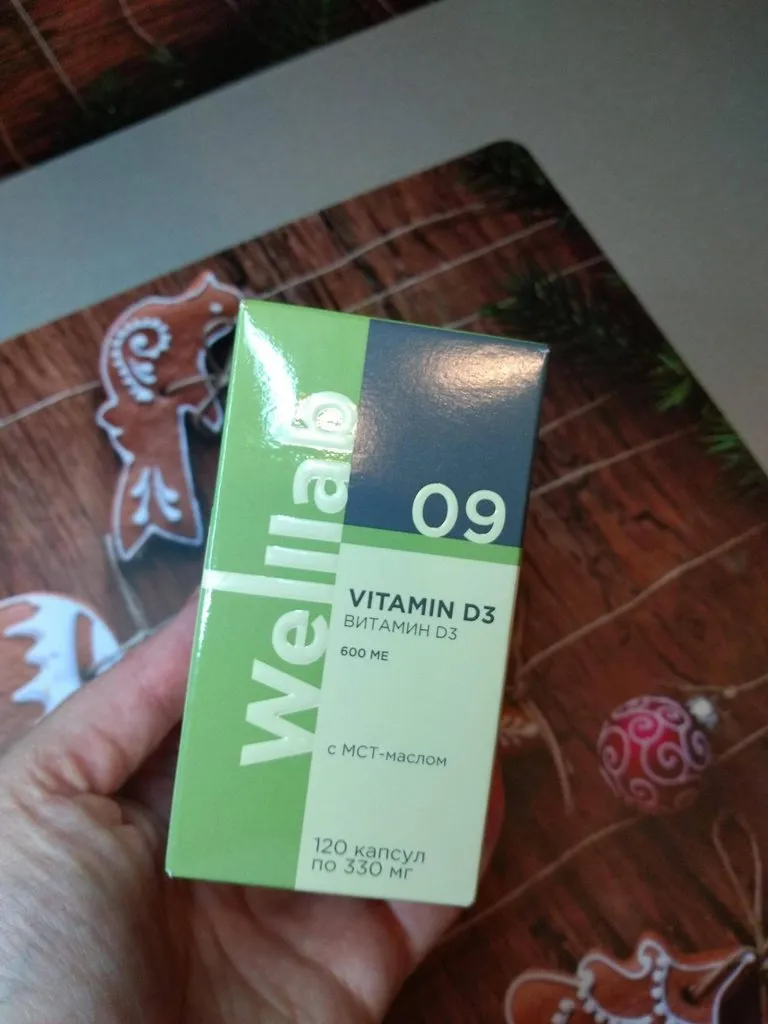 Welllab
09
VITAMIN D3
ВИТАМИН D3
600 МЕ
с МСТ-маслом
120 капсул
по 330 мг